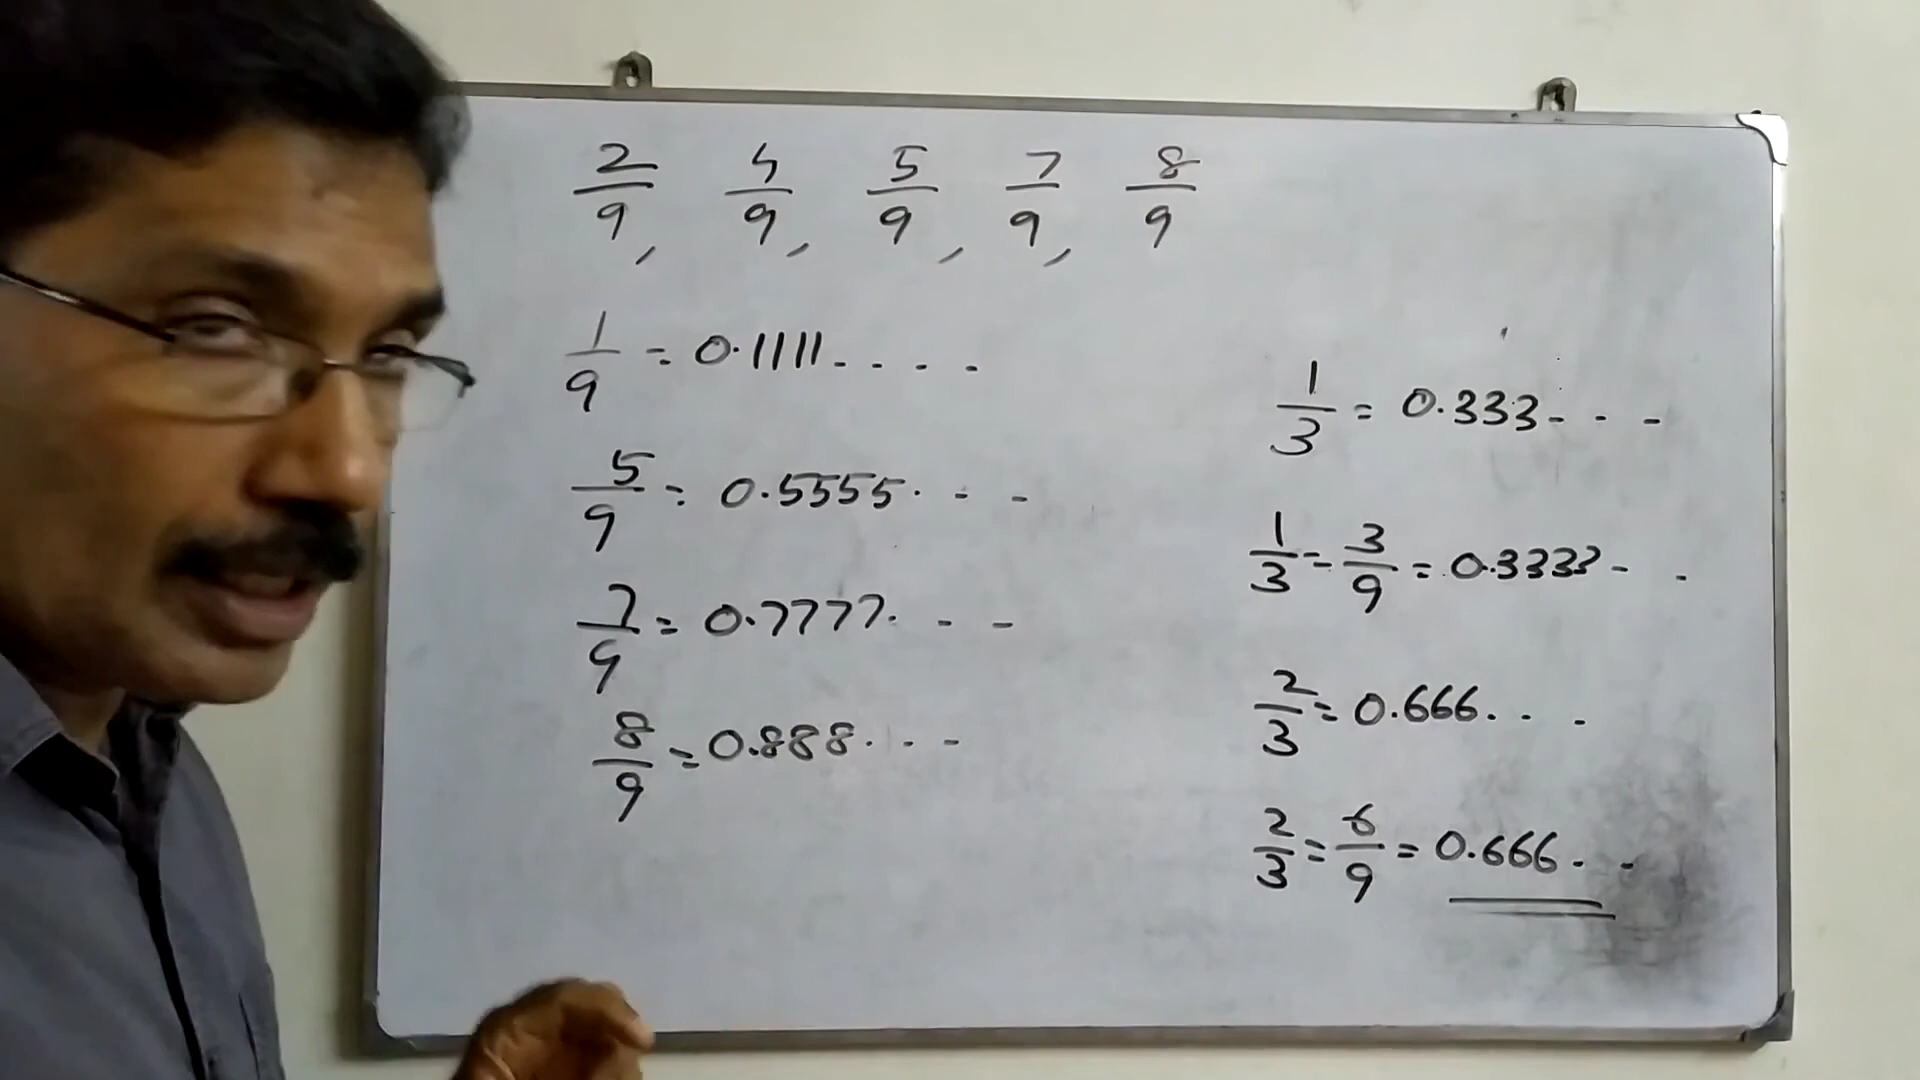 2/9, 4/9, 5/9, 7/9, 8/9
1/9 = 0.1111....
5/9 = 0.5555...
7/9 = 0.7777...
8/9 = 0.888...
1/3 = 0.333...
1/3 = 3/9 = 0.3333..
2/3 = 0.666...
2/3 = 6/9 = 0.666..